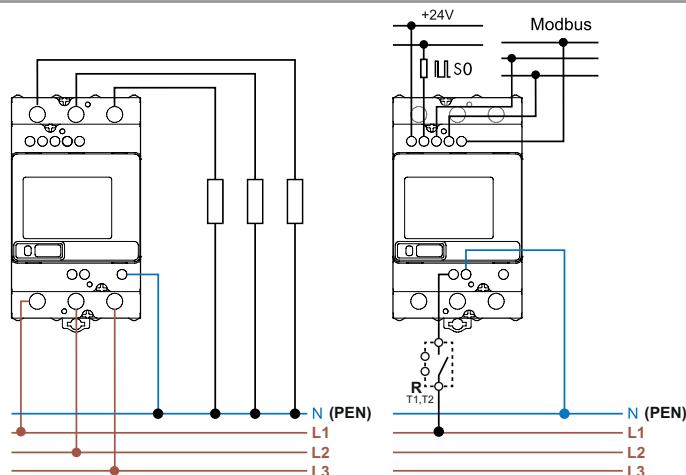 +24V
Modbus
S0
R
T1,T2
N (PEN)
L1
L2
L3
N (PEN)
L1
L2
L3